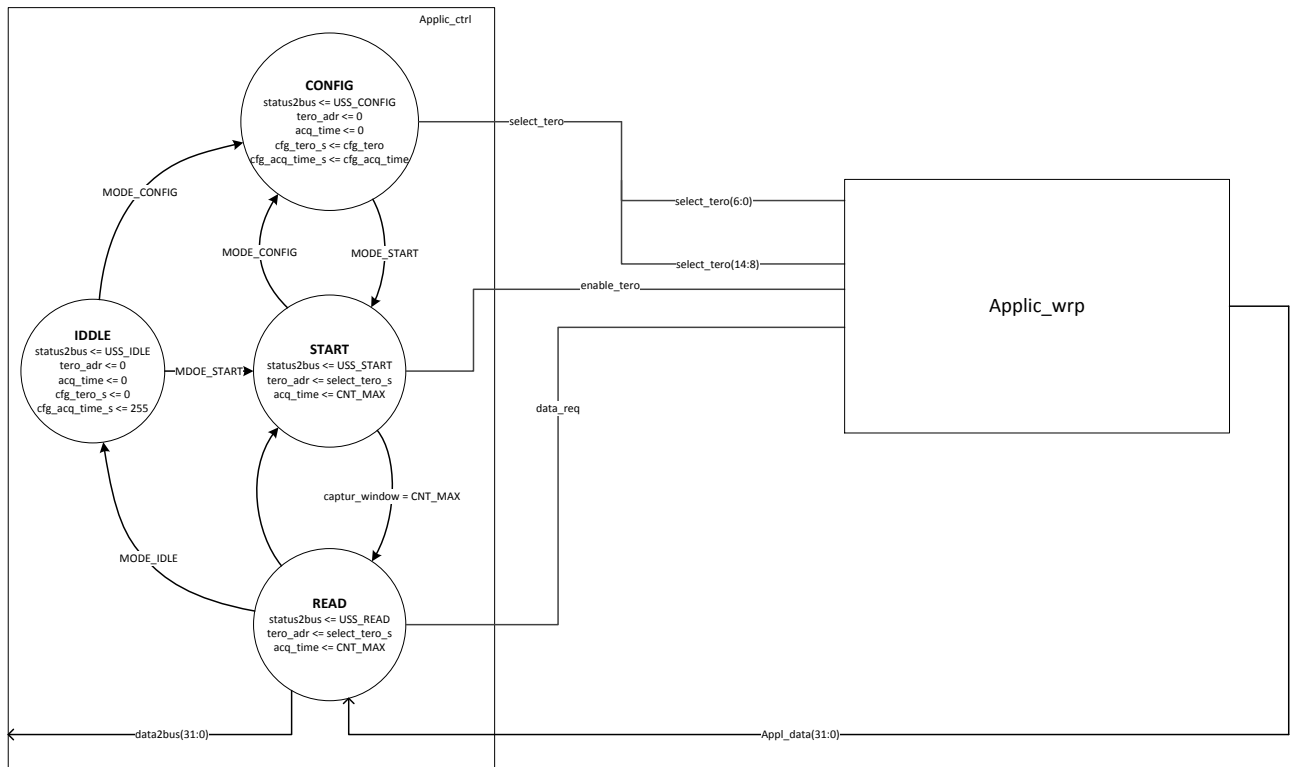 Applic_ctrl
CONFIG
status2bus <= USS_CONFIG
tero_adr <= 0
acq_time <= 0
cfg_tero_s <= cfg_tero
cfg_acq_time_s <= cfg_acq_time
select_tero
MODE_CONFIG
select_tero(6:0)
MODE_CONFIG
MODE_START
select_tero(14:8)
enable_tero
Applic_wrp
IDDLE
status2bus <= USS_IDLE
tero_adr <= 0
acq_time <= 0
cfg_tero_s <= 0
cfg_acq_time_s <= 255
MDOE_START
START
status2bus <= USS_START
tero_adr <= select_tero_s
acq_time <= CNT_MAX
data_req
captur_window = CNT_MAX
MODE_IDLE
READ
status2bus <= USS_READ
tero_adr <= select_tero_s
acq_time <= CNT_MAX
data2bus(31:0)
Appl_data(31:0)